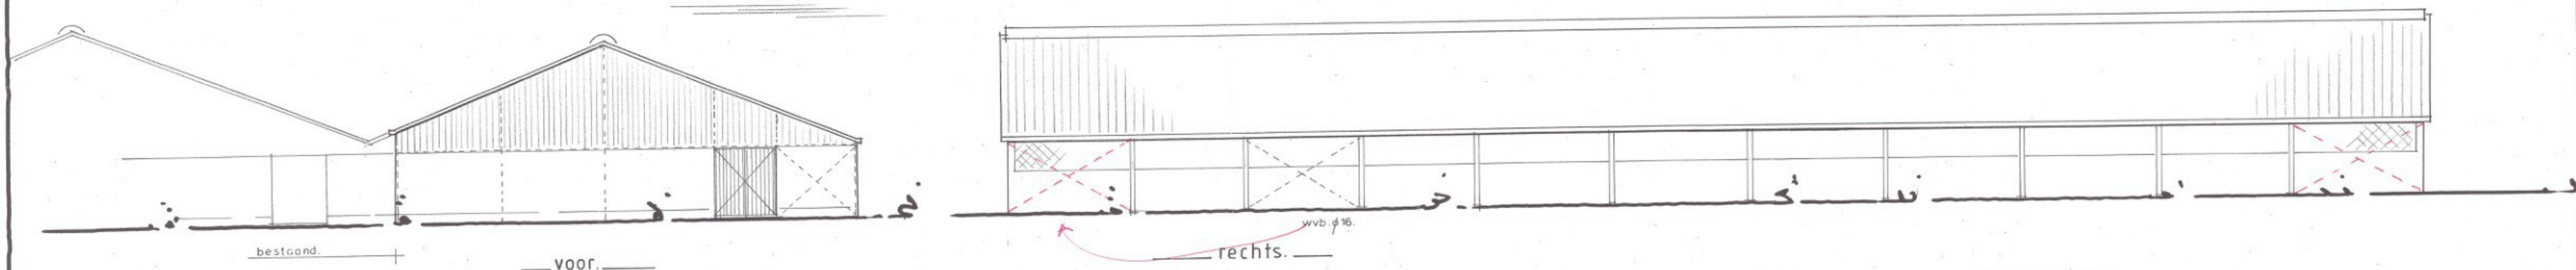 bestaand.
voor.
wvb. ø16.
rechts.